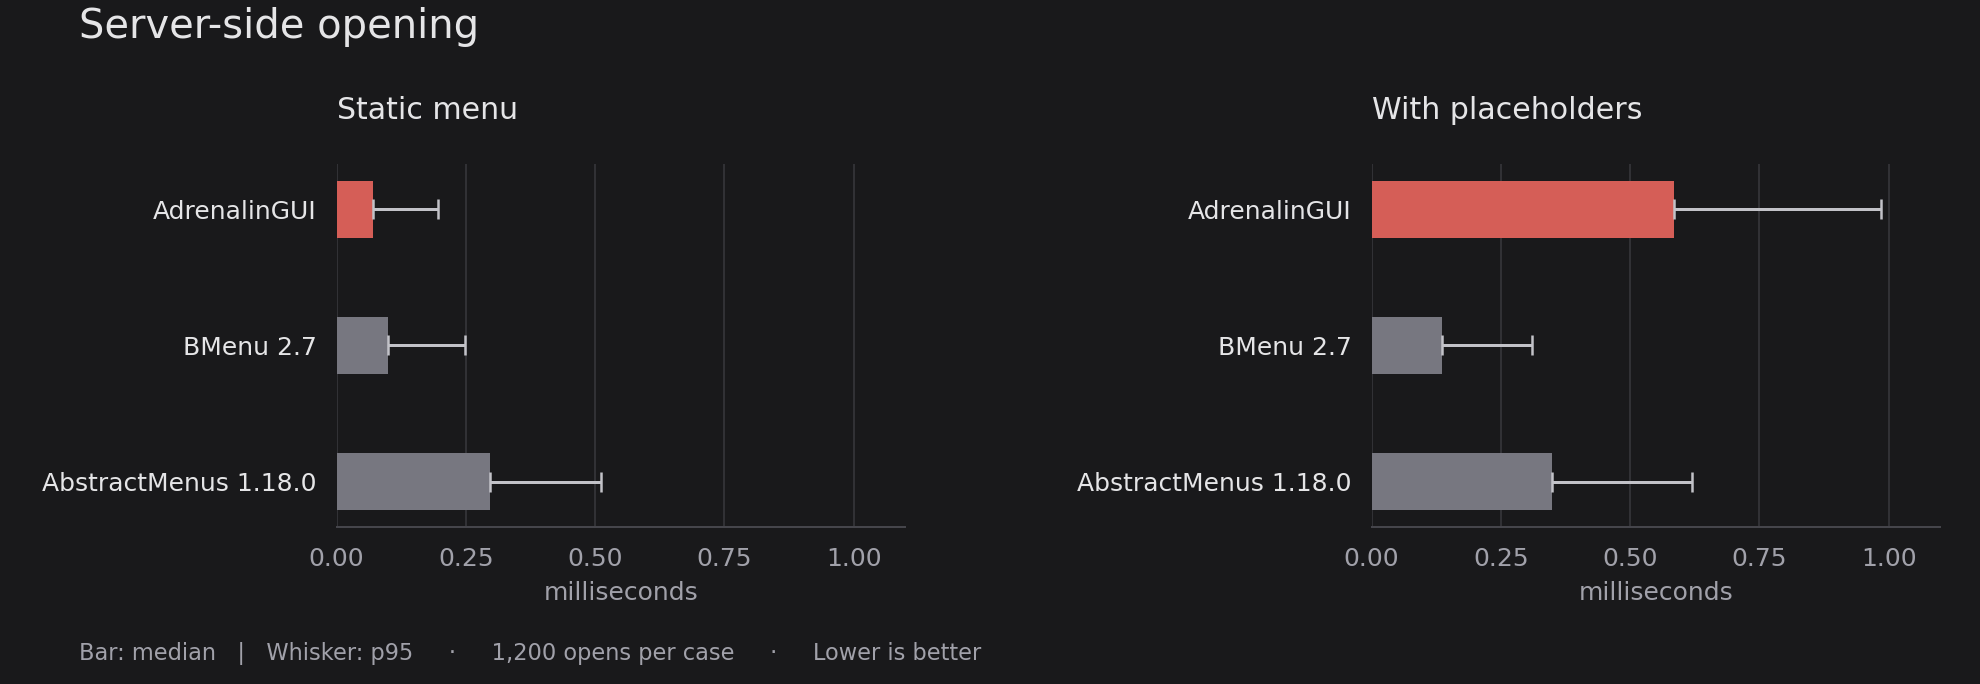 Server-side opening
Static menu
AdrenalinGUI
BMenu 2.7
AbstractMenus 1.18.0
0.00 0.25 0.50 0.75 1.00
milliseconds
With placeholders
AdrenalinGUI
BMenu 2.7
AbstractMenus 1.18.0
0.00 0.25 0.50 0.75 1.00
milliseconds
Bar: median | Whisker: p95 · 1,200 opens per case · Lower is better